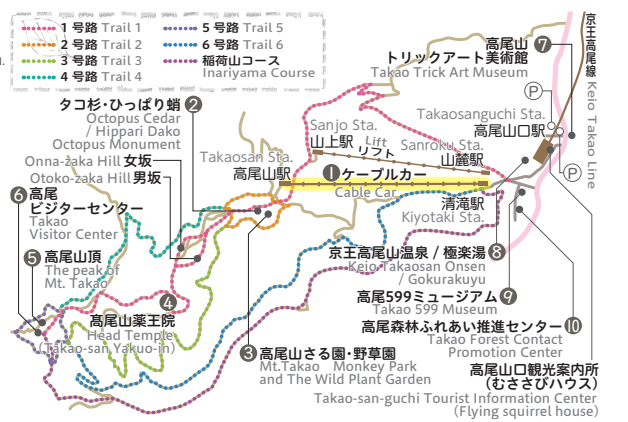 1 号路 Trail 1
2 号路 Trail 2
3 号路 Trail 3
4 号路 Trail 4
5 号路 Trail 5
6 号路 Trail 6
稲荷山コース
Inariyama Course
高尾山
トリックアート美術館
Takao Trick Art Museum
7
京王高尾線 Keio Takao Line
P
Takaosanguchi Sta.
高尾山口駅
P
タコ杉・ひっぱり蛸 2
Octopus Cedar
/ Hippari Dako
Octopus Monument
Onna-zaka Hill 女坂
Otoko-zaka Hill 男坂
Takaosan Sta.
高尾山駅
Sanjo Sta.
山上駅
Lift
リフト
Sanroku Sta.
山麓駅
1 ケーブルカー
Cable Car
清滝駅
Kiyotaki Sta.
6 高尾
ビジターセンター
Takao
Visitor Center
5 高尾山頂
The peak of
Mt. Takao
4
髙尾山薬王院
Head Temple
(Takao-san Yakuo-in)
3 高尾山さる園・野草園
Mt.Takao Monkey Park
and The Wild Plant Garden
京王高尾山温泉 / 極楽湯 8
Keio Takaosan Onsen
/ Gokurakuyu
高尾599ミュージアム 9
Takao 599 Museum
高尾森林ふれあい推進センター 10
Takao Forest Contact
Promotion Center
高尾山口観光案内所
(むささびハウス)
Takao-san-guchi Tourist Information Center
(Flying squirrel house)